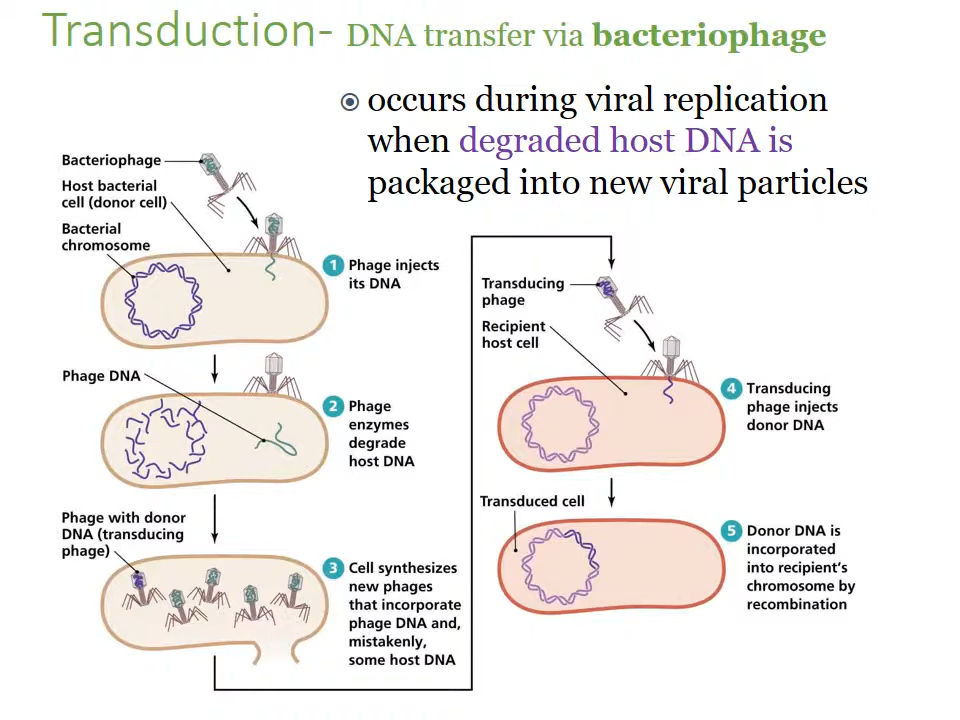 Transduction- DNA transfer via bacteriophage
occurs during viral replication
when degraded host DNA is
packaged into new viral particles
Bacteriophage
Host bacterial
cell (donor cell)
Bacterial
chromosome
1 Phage injects
its DNA
Phage DNA
2 Phage
enzymes
degrade
host DNA
Phage with donor
DNA (transducing
phage)
3 Cell synthesizes
new phages
that incorporate
phage DNA and,
mistakenly,
some host DNA
Transducing
phage
Recipient
host cell
4 Transducing
phage injects
donor DNA
Transduced cell
5 Donor DNA is
incorporated
into recipient's
chromosome by
recombination